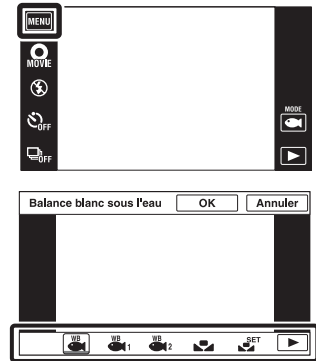 MENU
MOVIE
OFF
MODE
OFF
Balance blanc sous l'eau OK Annuler
WB WB 1 WB 2 SET